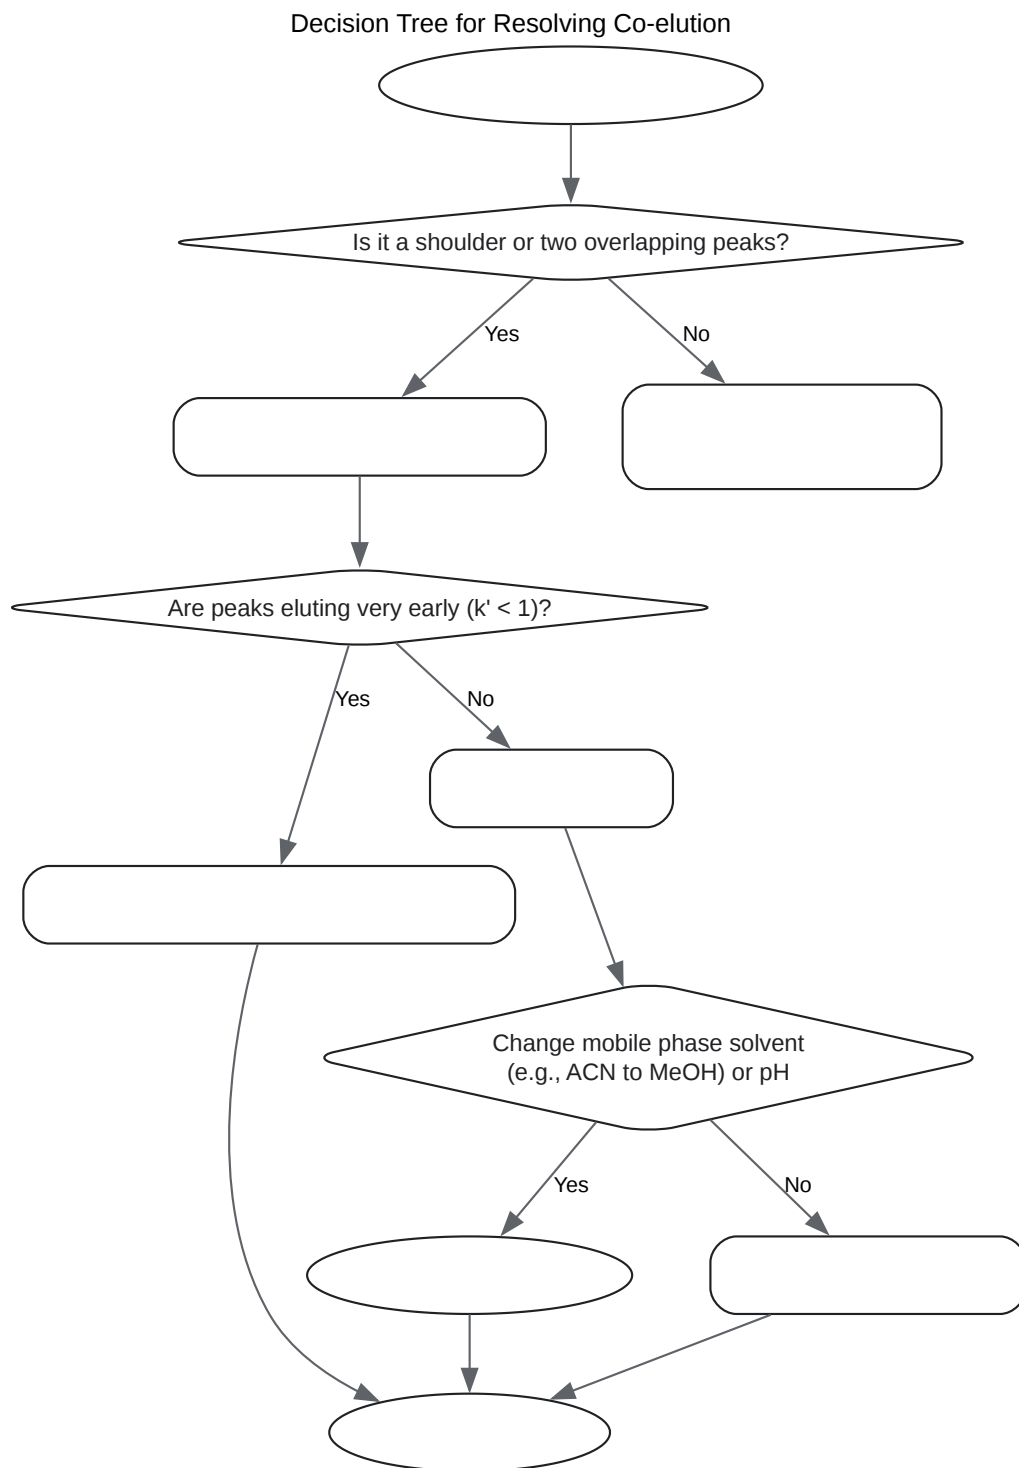 Decision Tree for Resolving Co-elution
Is it a shoulder or two overlapping peaks?
Yes
No
Are peaks eluting very early (k' < 1)?
Yes
No
Change mobile phase solvent
(e.g., ACN to MeOH) or pH
Yes
No